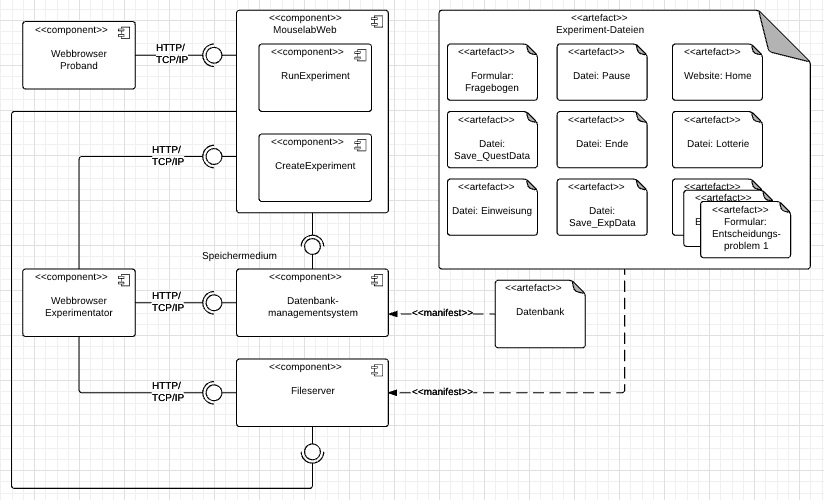 <<component>>
Webbrowser
Proband
HTTP/
TCP/IP
<<component>>
MouselabWeb
<<component>>
RunExperiment
<<component>>
CreateExperiment
HTTP/
TCP/IP
Speichermedium
<<component>>
Webbrowser
Experimentator
HTTP/
TCP/IP
<<component>>
Datenbank-
managementsystem
<<manifest>>
<<artefact>>
Datenbank
HTTP/
TCP/IP
<<component>>
Fileserver
<<manifest>>
<<artefact>>
Experiment-Dateien
<<artefact>>
Formular:
Fragebogen
<<artefact>>
Datei: Pause
<<artefact>>
Website: Home
<<artefact>>
Datei:
Save_QuestData
<<artefact>>
Datei: Ende
<<artefact>>
Datei: Lotterie
<<artefact>>
Datei: Einweisung
<<artefact>>
Datei:
Save_ExpData
<<artefact>>
<<artefact>>
<<artefact>>
Formular:
Entscheidungs-
problem 1